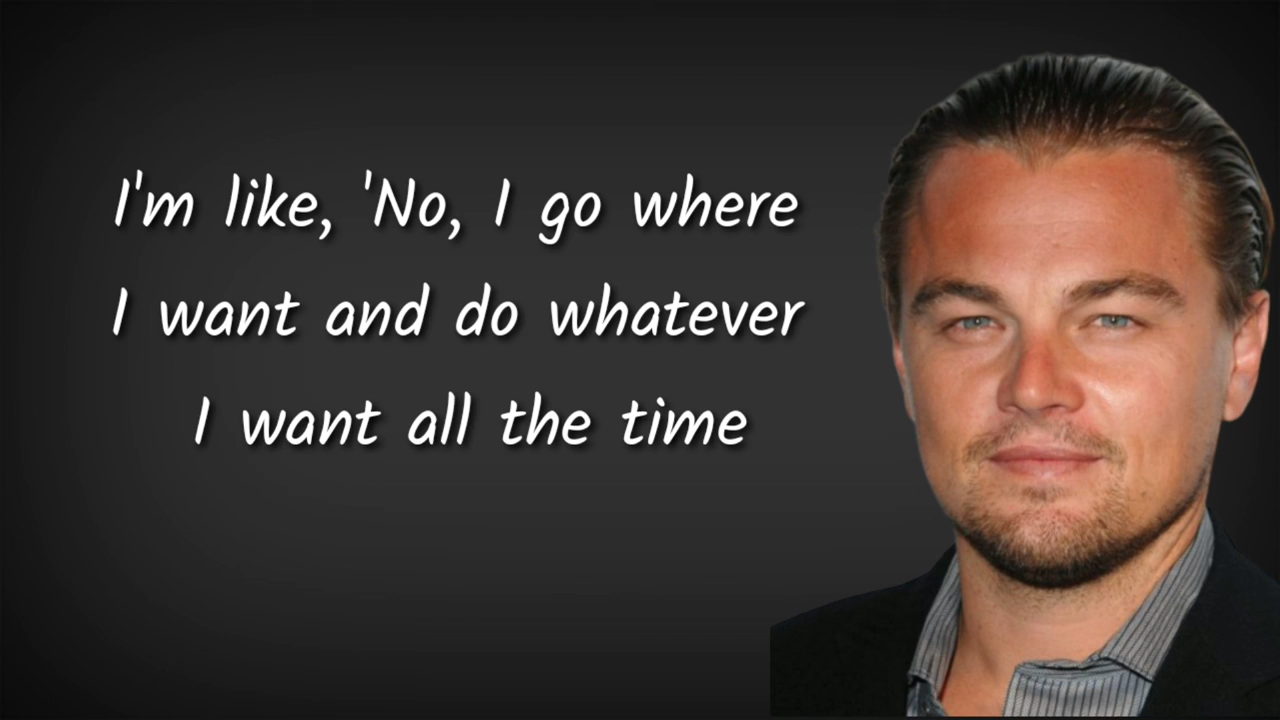 I'm like, 'No, I go where
I want and do whatever
I want all the time